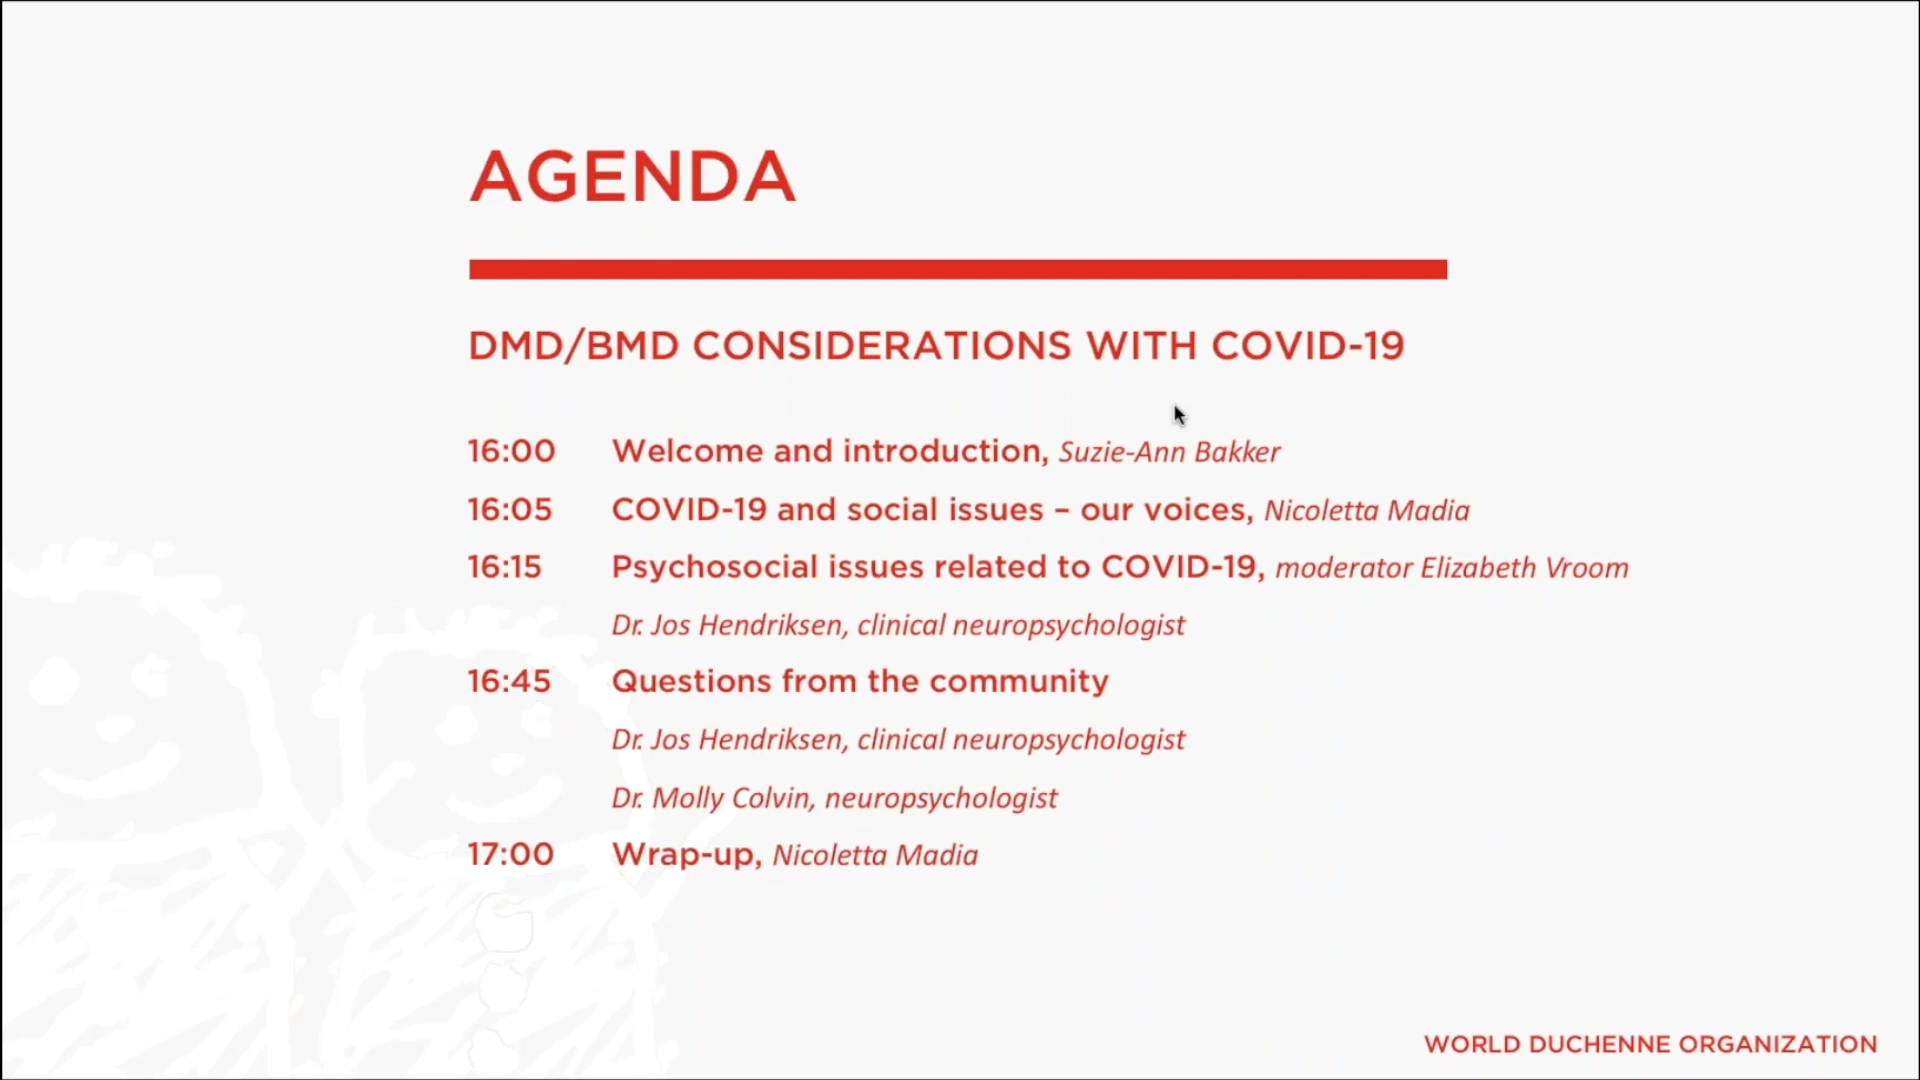 AGENDA
DMD/BMD CONSIDERATIONS WITH COVID-19
16:00 Welcome and introduction, Suzie-Ann Bakker
16:05 COVID-19 and social issues – our voices, Nicoletta Madia
16:15 Psychosocial issues related to COVID-19, moderator Elizabeth Vroom
Dr. Jos Hendriksen, clinical neuropsychologist
16:45 Questions from the community
Dr. Jos Hendriksen, clinical neuropsychologist
Dr. Molly Colvin, neuropsychologist
17:00 Wrap-up, Nicoletta Madia
WORLD DUCHENNE ORGANIZATION